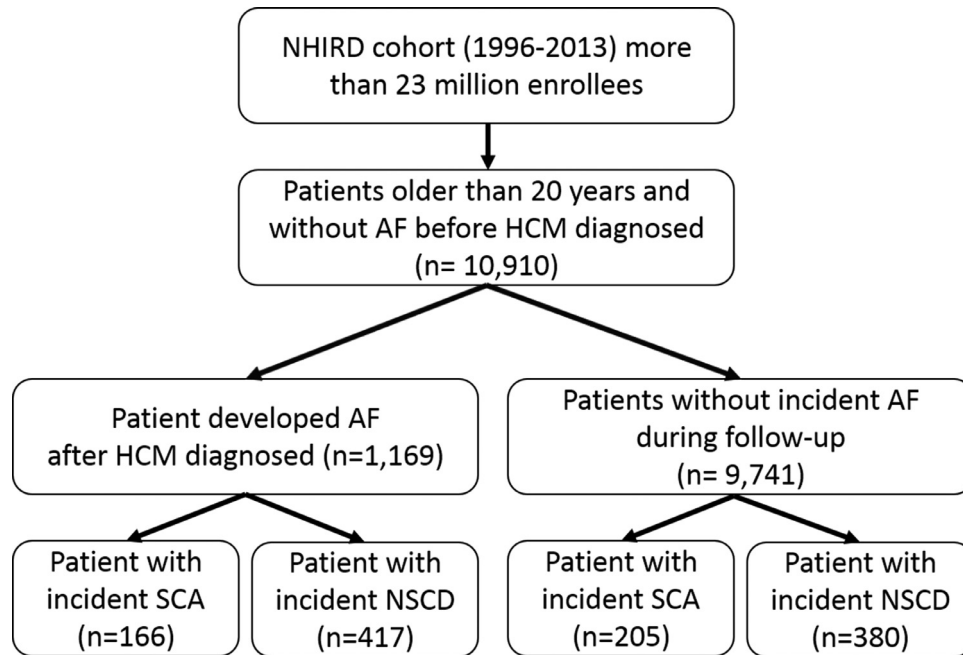 NHIRD cohort (1996-2013) more
than 23 million enrollees
Patients older than 20 years and
without AF before HCM diagnosed
(n= 10,910)
Patient developed AF
after HCM diagnosed (n=1,169)
Patients without incident AF
during follow-up
(n= 9,741)
Patient with
incident SCA
(n=166)
Patient with
incident NSCD
(n=417)
Patient with
incident SCA
(n=205)
Patient with
incident NSCD
(n=380)